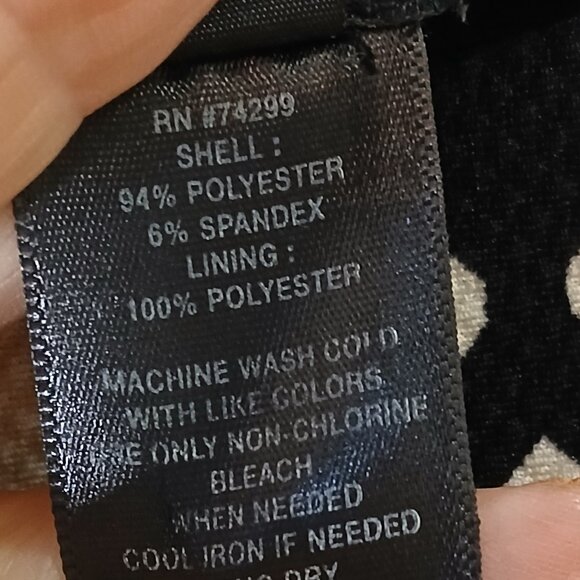 RN #74299
SHELL :
94% POLYESTER
6% SPANDEX
LINING :
100% POLYESTER
MACHINE WASH COLD
WITH LIKE COLORS
ONLY NON-CHLORINE
BLEACH
WHEN NEEDED
COOL IRON IF NEEDED
DRY